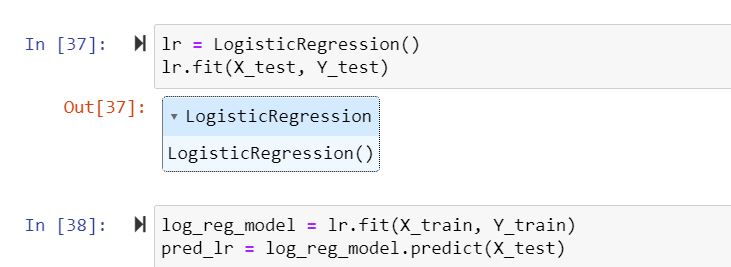 In [37]: lr = LogisticRegression()
lr.fit(X_test, Y_test)
Out[37]: ▾ LogisticRegression
LogisticRegression()
In [38]: log_reg_model = lr.fit(X_train, Y_train)
pred_lr = log_reg_model.predict(X_test)